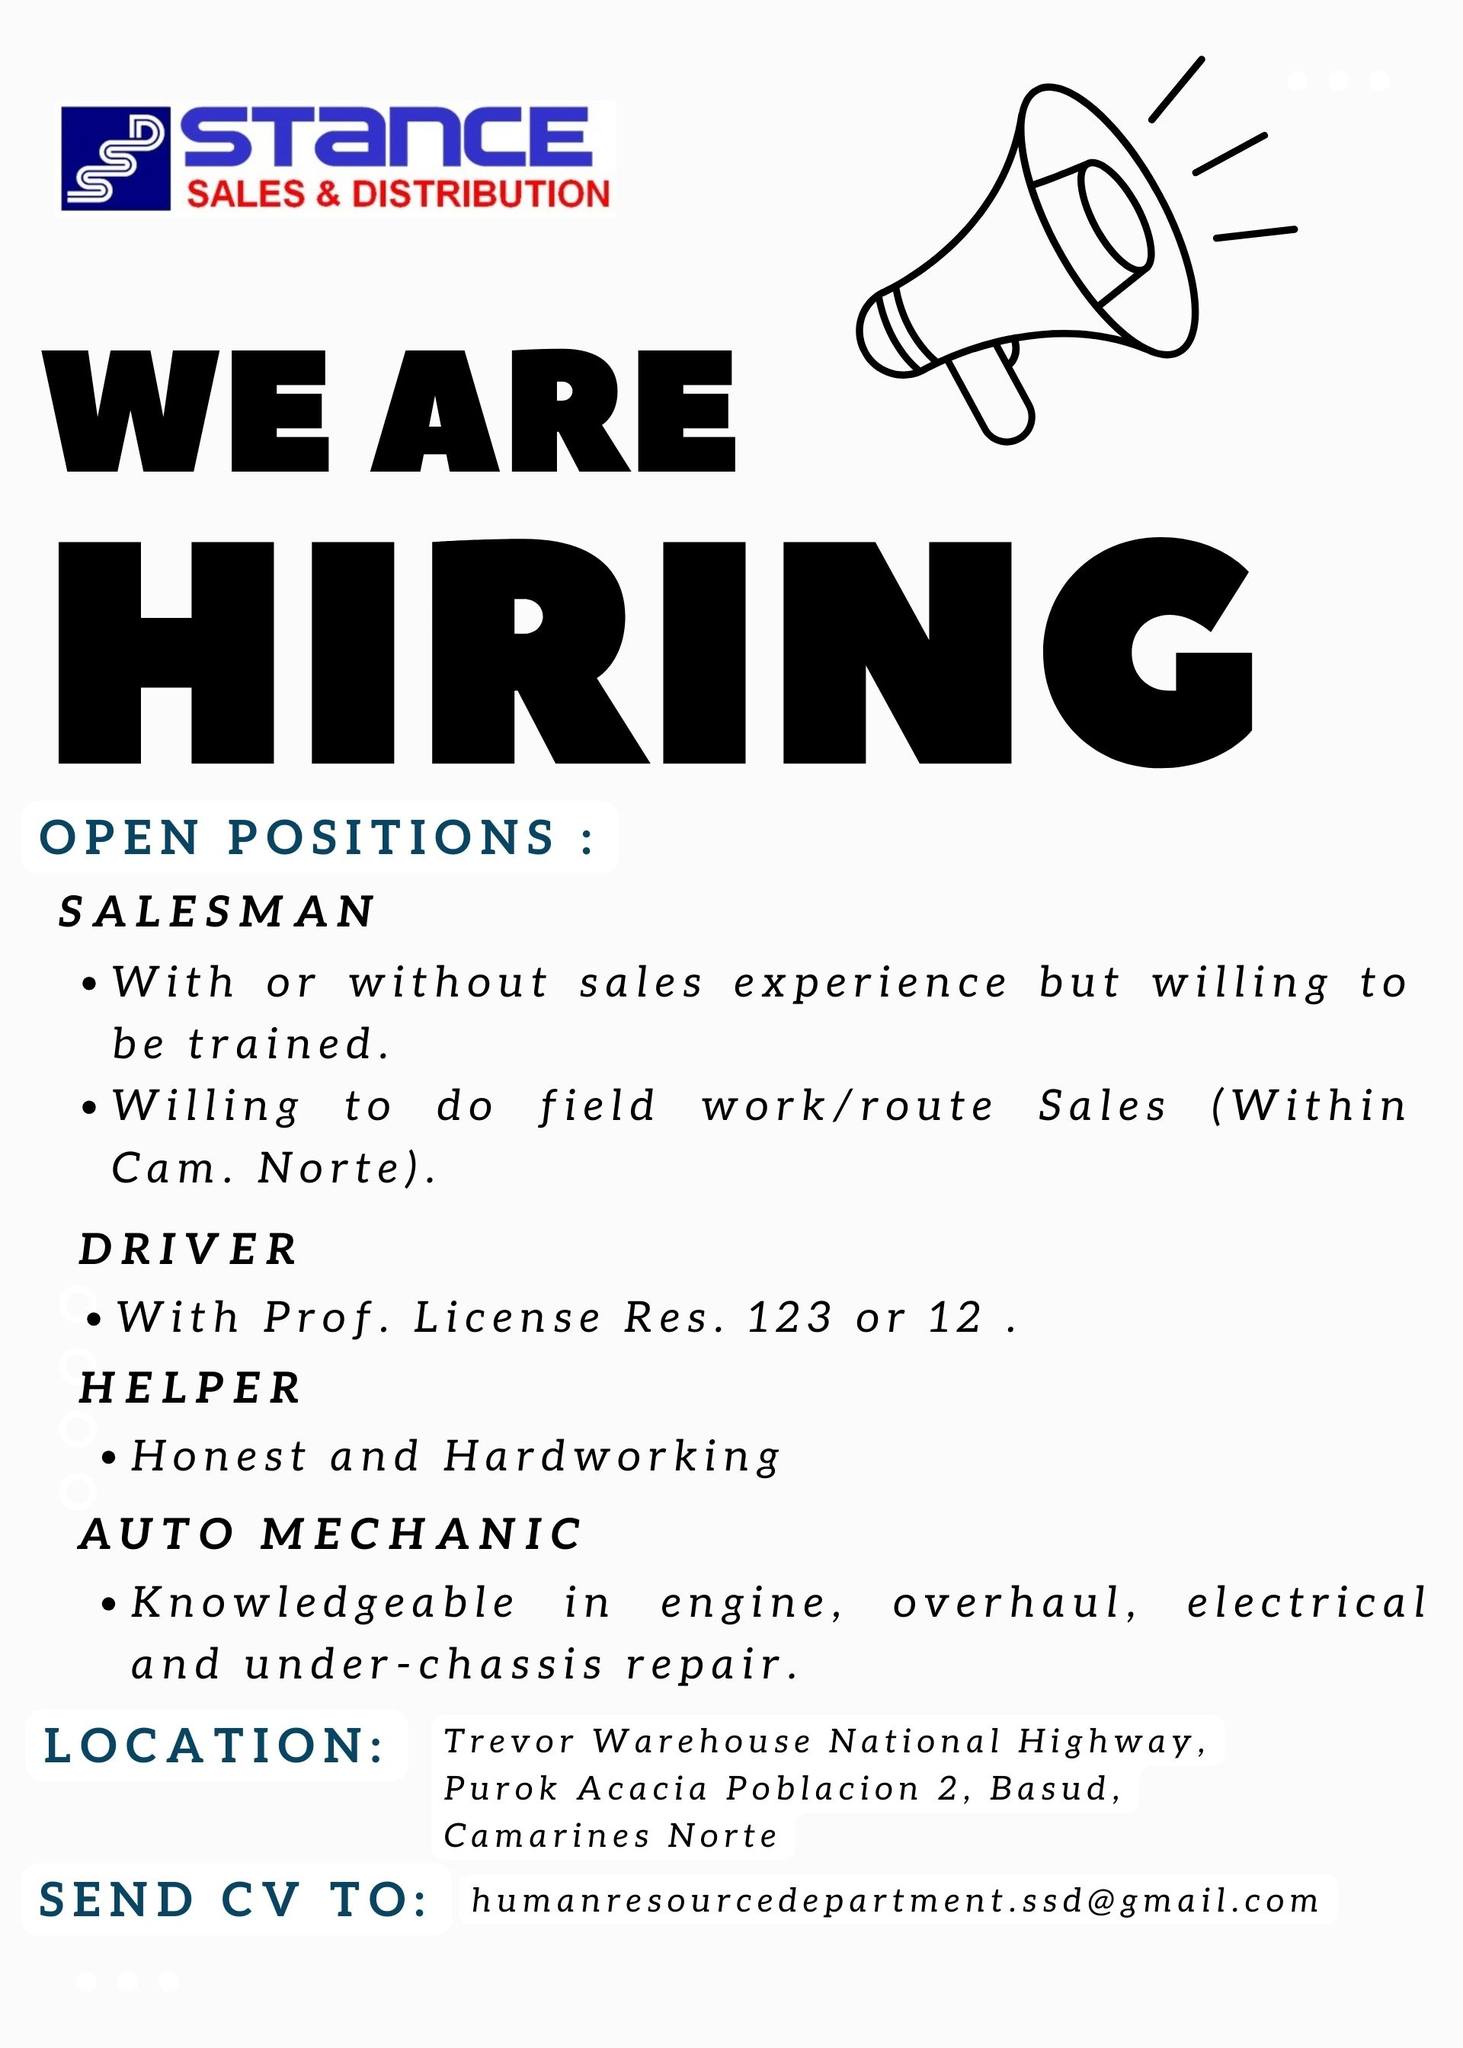 SSD STANCE
SALES & DISTRIBUTION
WE ARE
HIRING
OPEN POSITIONS :
SALESMAN
• With or without sales experience but willing to
be trained.
• Willing to do field work/route Sales (Within
Cam. Norte).
DRIVER
• With Prof. License Res. 123 or 12 .
HELPER
• Honest and Hardworking
AUTO MECHANIC
• Knowledgeable in engine, overhaul, electrical
and under-chassis repair.
LOCATION: Trevor Warehouse National Highway,
Purok Acacia Poblacion 2, Basud,
Camarines Norte
SEND CV TO: humanresourcedepartment.ssd@gmail.com